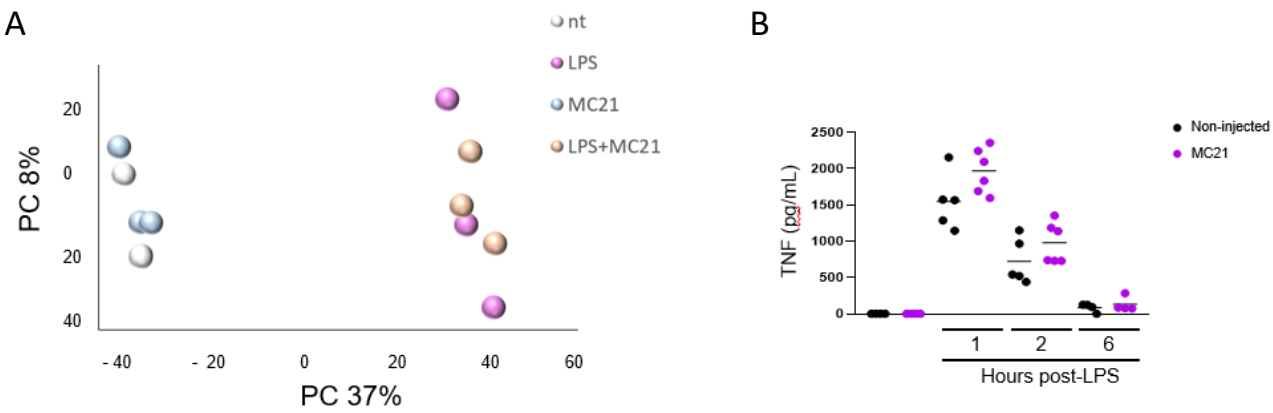 A
nt
LPS
MC21
LPS+MC21
20
0
20
40
PC 8%
- 40
- 20
0
20
40
60
PC 37%
B
Non-injected
MC21
2500
2000
1500
1000
500
0
TNF (pg/mL)
1
2
6
Hours post-LPS